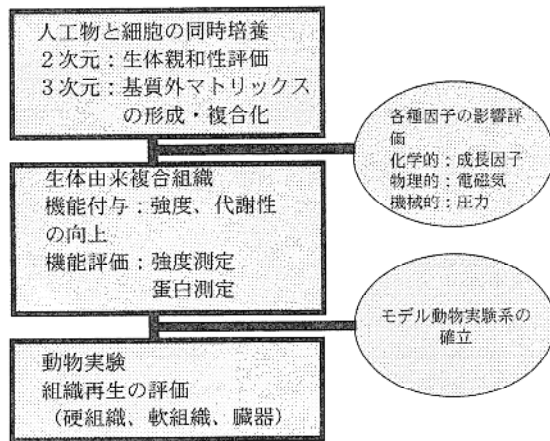 人工物と細胞の同時培養
２次元：生体親和性評価
３次元：基質外マトリックス
の形成・複合化
各種因子の影響評
価
化学的：成長因子
物理的：電磁気
機械的：圧力
生体由来複合組織
機能付与：強度、代謝性
の向上
機能評価：強度測定
蛋白測定
モデル動物実験系の
確立
動物実験
組織再生の評価
（硬組織、軟組織、臓器）